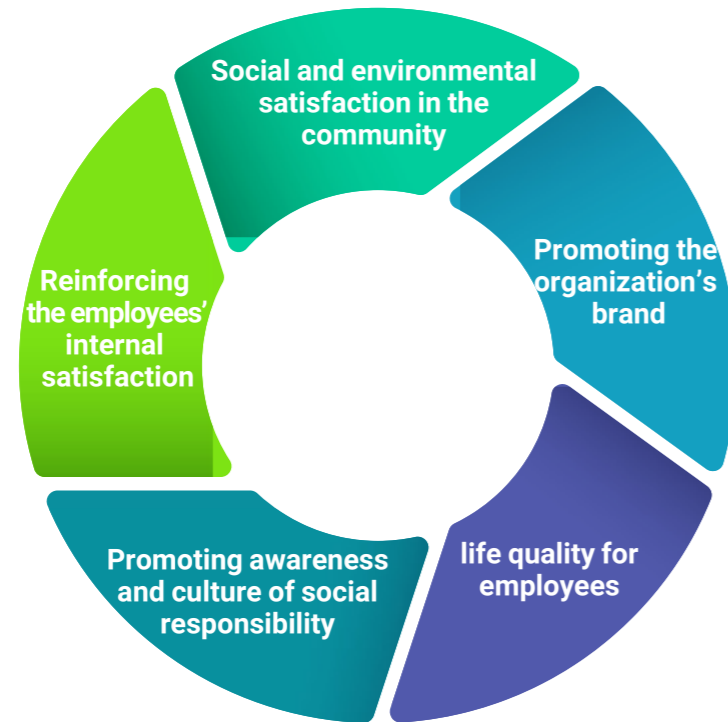 Social and environmental
satisfaction in the
community
Promoting the
organization’s
brand
life quality for
employees
Promoting awareness
and culture of social
responsibility
Reinforcing
the employees’
internal
satisfaction